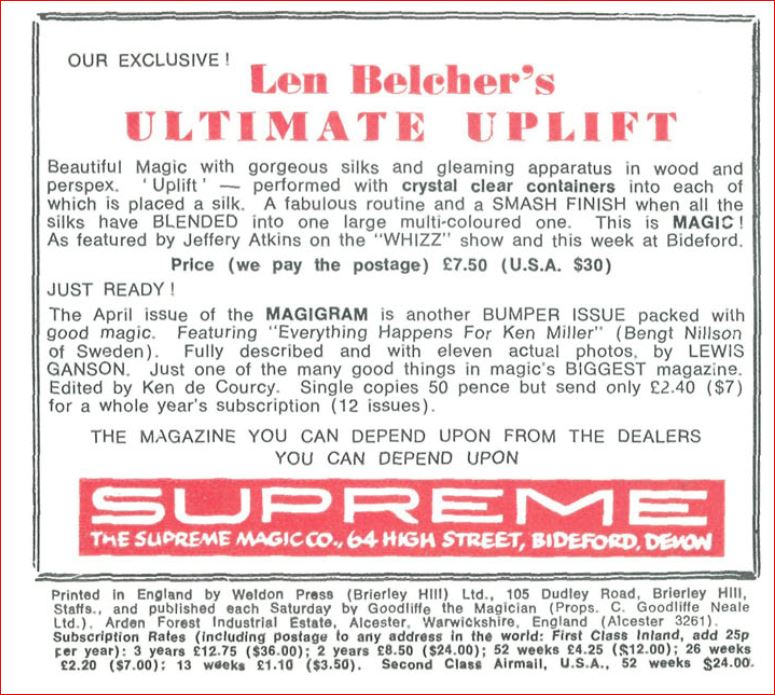 OUR EXCLUSIVE!
Len Belcher's
ULTIMATE UPLIFT
Beautiful Magic with gorgeous silks and gleaming apparatus in wood and
perspex. 'Uplift' — performed with crystal clear containers into each of
which is placed a silk. A fabulous routine and a SMASH FINISH when all the
silks have BLENDED into one large multi-coloured one. This is MAGIC!
As featured by Jeffery Atkins on the "WHIZZ" show and this week at Bideford.
Price (we pay the postage) £7.50 (U.S.A. $30)
JUST READY!
The April issue of the MAGIGRAM is another BUMPER ISSUE packed with
good magic. Featuring "Everything Happens For Ken Miller" (Bengt Nillson
of Sweden). Fully described and with eleven actual photos, by LEWIS
GANSON. Just one of the many good things in magic's BIGGEST magazine.
Edited by Ken de Courcy. Single copies 50 pence but send only £2.40 ($7)
for a whole year's subscription (12 issues).
THE MAGAZINE YOU CAN DEPEND UPON FROM THE DEALERS
YOU CAN DEPEND UPON
SUPREME
THE SUPREME MAGIC CO., 64 HIGH STREET, BIDEFORD, DEVON
Printed in England by Weldon Press (Brierley Hill) Ltd., 105 Dudley Road, Brierley Hill,
Staffs., and published each Saturday by Goodliffe the Magician (Props. C. Goodliffe Neale
Ltd.), Arden Forest Industrial Estate, Alcester, Warwickshire, England (Alcester 3261).
Subscription Rates (including postage to any address in the world: First Class Inland, add 25p
per year): 3 years £12.75 ($36.00); 2 years £8.50 ($24.00); 52 weeks £4.25 ($12.00); 26 weeks
£2.20 ($7.00); 13 weeks £1.10 ($3.50). Second Class Airmail, U.S.A., 52 weeks $24.00.